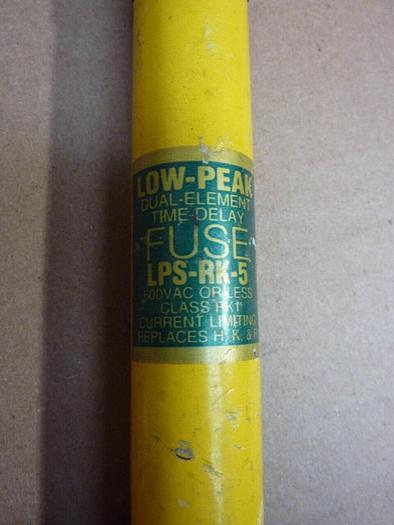 LOW-PEAK
DUAL-ELEMENT
TIME-DELAY
FUSE
LPS-RK-5
600VAC OR LESS
CLASS RK1
CURRENT LIMITING
REPLACES H, K, &